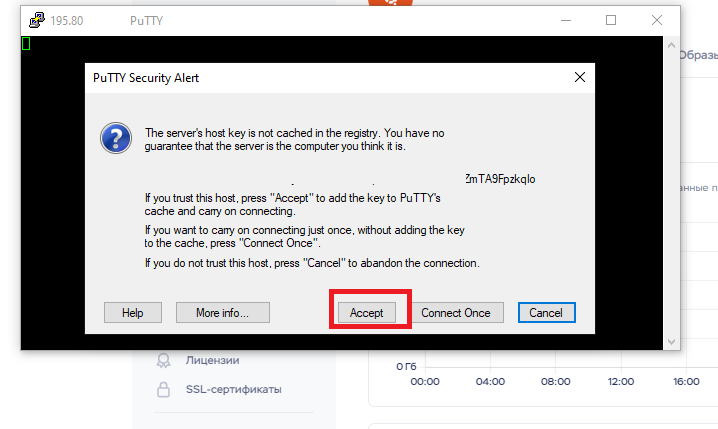 195.80 PuTTY
Образы
PuTTY Security Alert
The server's host key is not cached in the registry. You have no
guarantee that the server is the computer you think it is.
ZmTA9Fpzkqlo
If you trust this host, press "Accept" to add the key to PuTTY's
cache and carry on connecting.
If you want to carry on connecting just once, without adding the key
to the cache, press "Connect Once".
If you do not trust this host, press "Cancel" to abandon the connection.
Help More info... Accept Connect Once Cancel
Лицензии
SSL-сертификаты
0 Гб
00:00 04:00 08:00 12:00 16:00